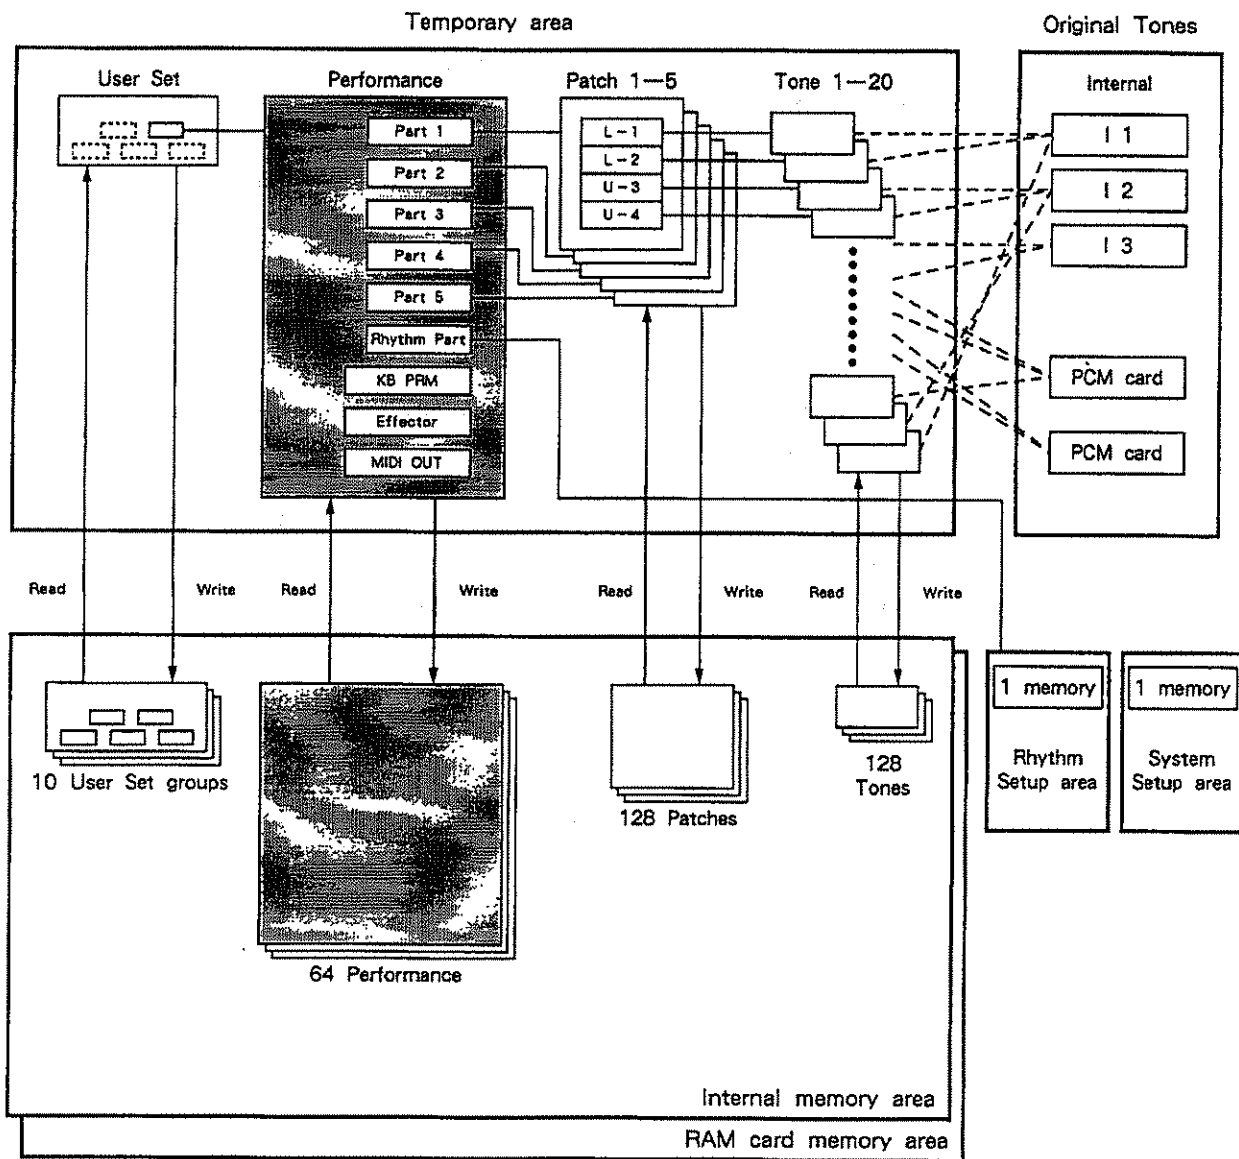 Temporary area
Original Tones
User Set
Performance
Patch 1—5
Tone 1—20
Internal
Part 1
Part 2
Part 3
Part 4
Part 5
Rhythm Part
KB PRM
Effector
MIDI OUT
L-1
L-2
U-3
U-4
I 1
I 2
I 3
PCM card
PCM card
Read
Write
Read
Write
Read
Write
Read
Write
10 User Set groups
64 Performance
128 Patches
128
Tones
1 memory
Rhythm
Setup area
1 memory
System
Setup area
Internal memory area
RAM card memory area